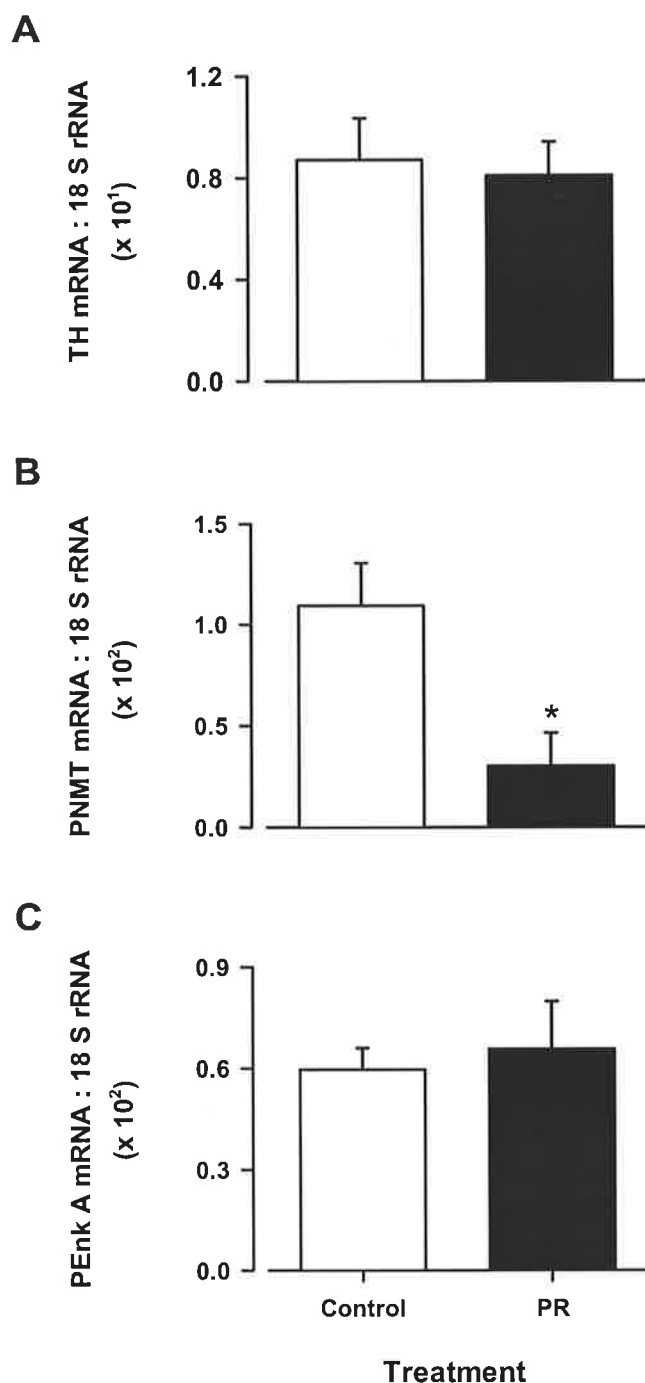 A
TH mRNA : 18 S rRNA
(x 10¹)
1.2
0.8
0.4
0.0
B
PNMT mRNA : 18 S rRNA
(x 10²)
1.5
1.0
0.5
0.0
*
C
PEnk A mRNA : 18 S rRNA
(x 10²)
0.9
0.6
0.3
0.0
Control PR
Treatment